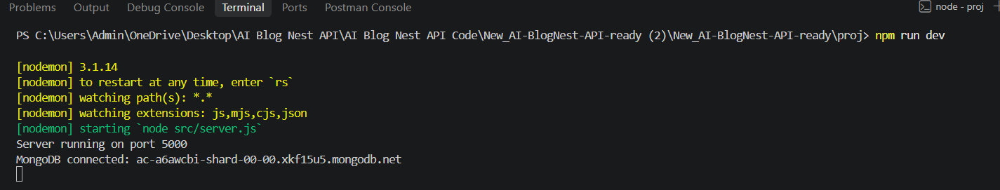 Problems Output Debug Console Terminal Ports Postman Console node - proj
PS C:\Users\Admin\OneDrive\Desktop\AI Blog Nest API\AI Blog Nest API Code\New_AI-BlogNest-API-ready (2)\New_AI-BlogNest-API-ready\proj> npm run dev
[nodemon] 3.1.14
[nodemon] to restart at any time, enter `rs`
[nodemon] watching path(s): *.*
[nodemon] watching extensions: js,mjs,cjs,json
[nodemon] starting `node src/server.js`
Server running on port 5000
MongoDB connected: ac-a6awcbi-shard-00-00.xkf15u5.mongodb.net